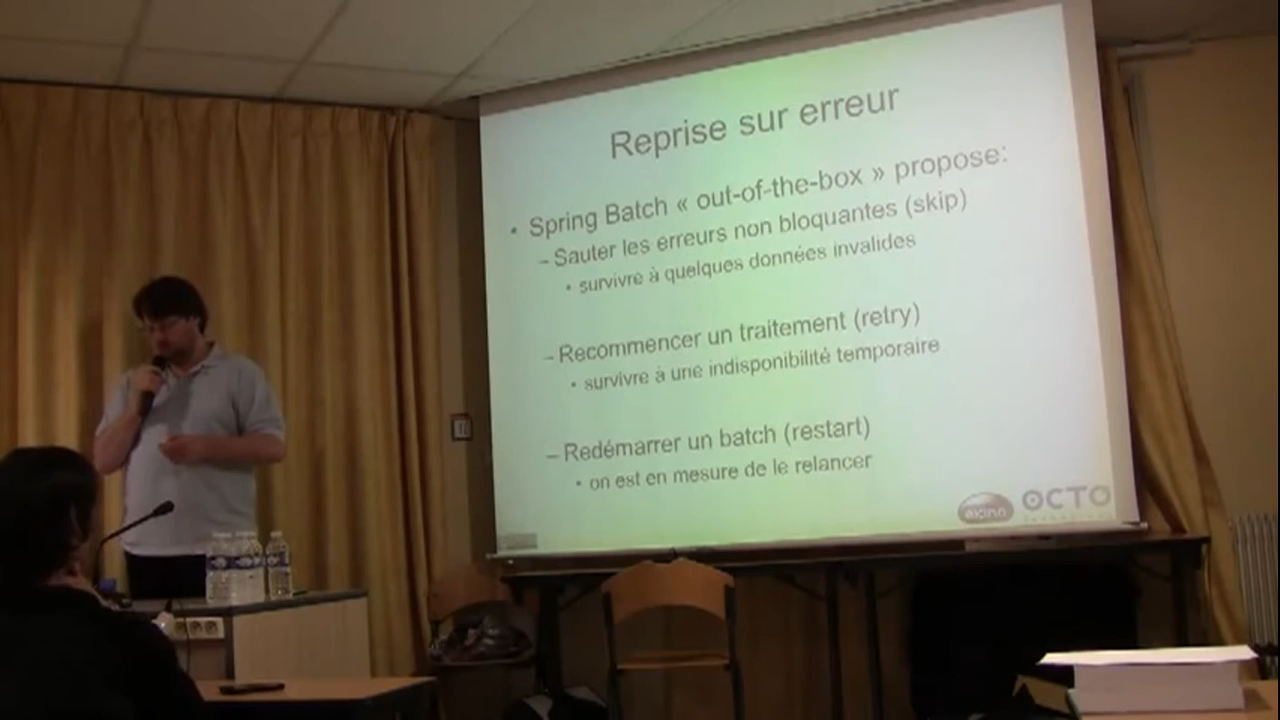 Reprise sur erreur
• Spring Batch « out-of-the-box » propose:
– Sauter les erreurs non bloquantes (skip)
• survivre à quelques données invalides
– Recommencer un traitement (retry)
• survivre à une indisponibilité temporaire
– Redémarrer un batch (restart)
• on est en mesure de le relancer
OCTO